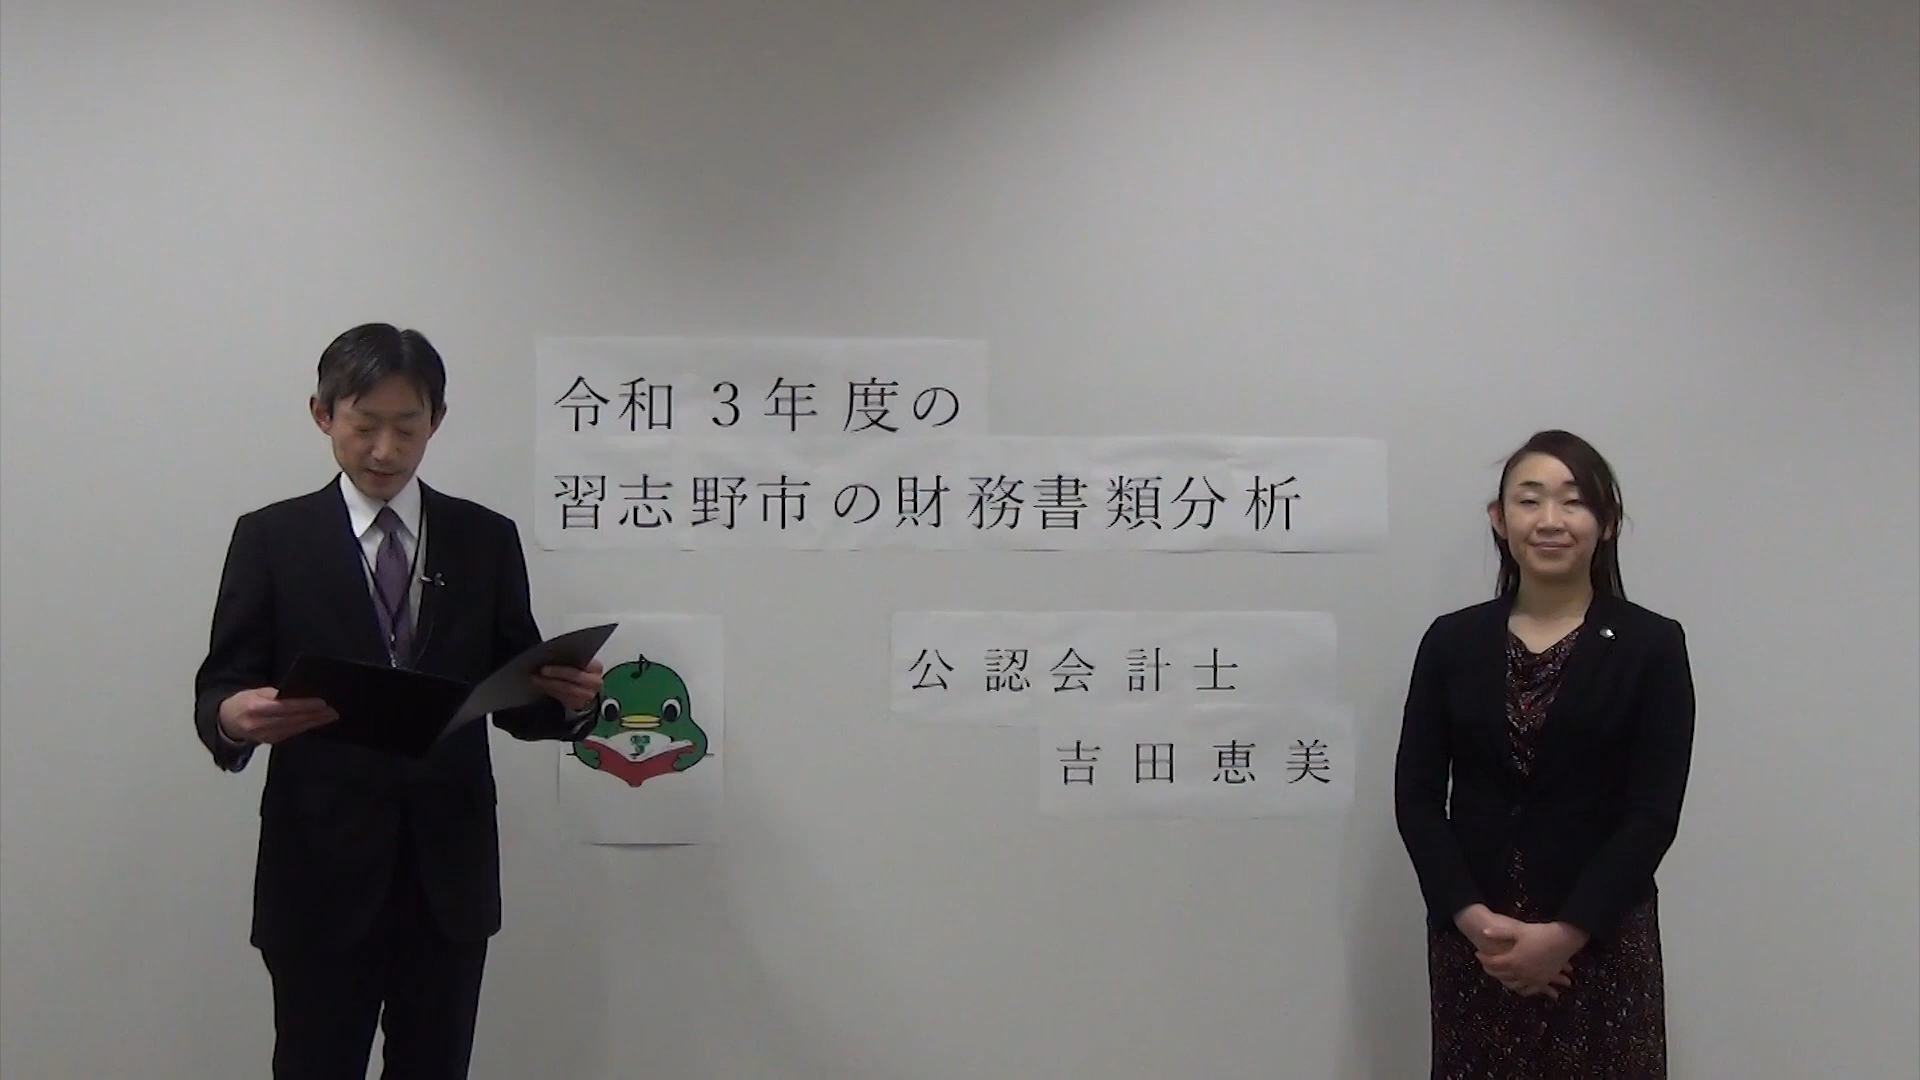 令和3年度の
習志野市の財務書類分析
公認会計士
吉田恵美